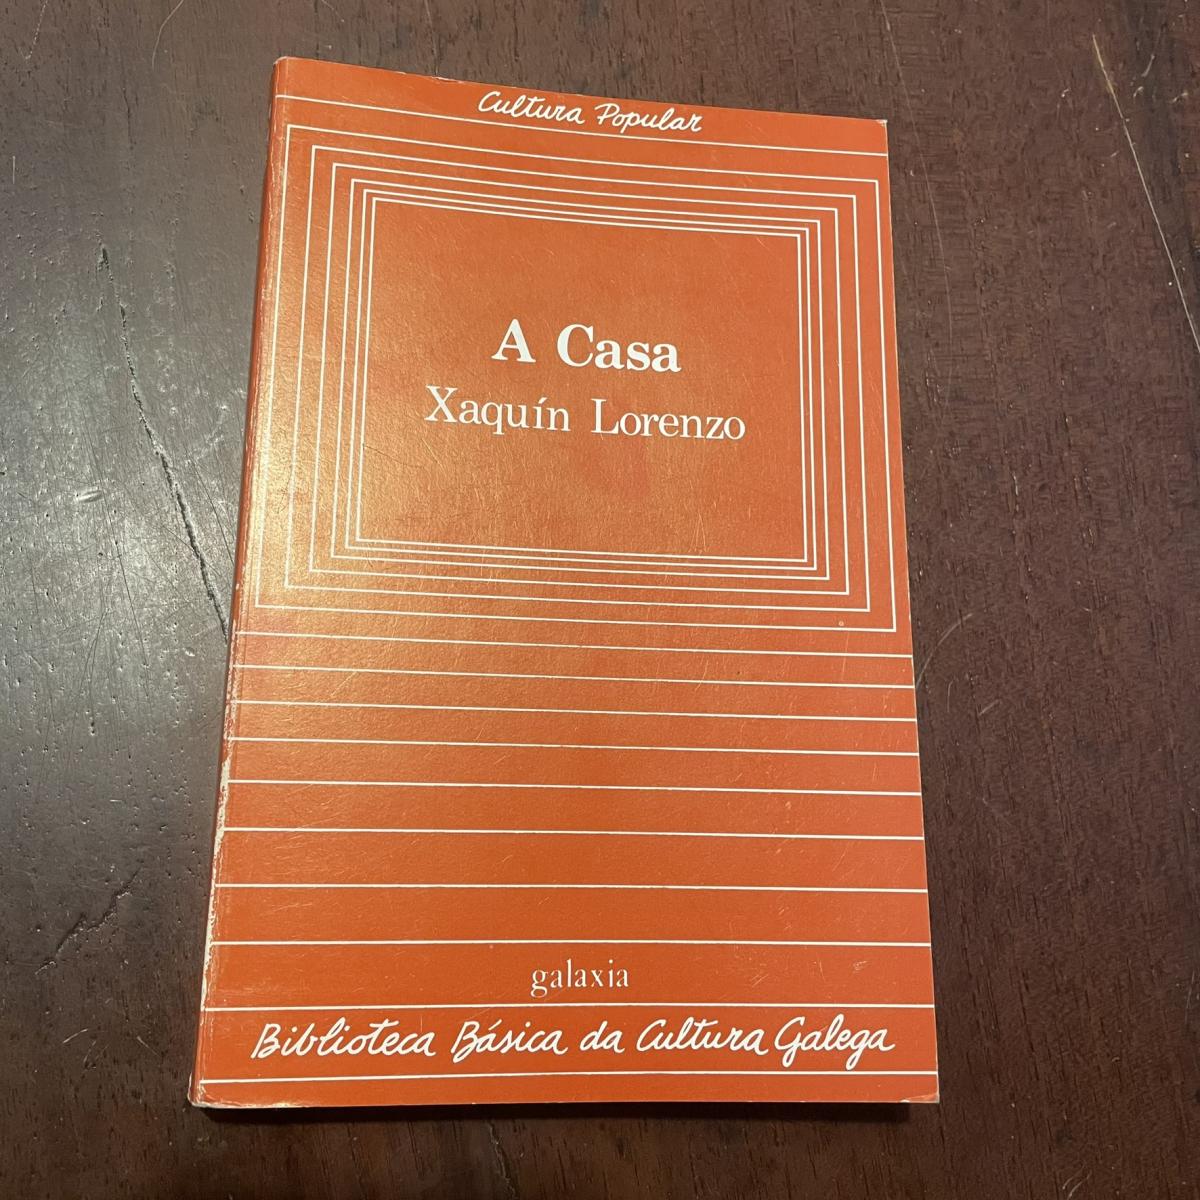 Cultura Popular
A Casa
Xaquín Lorenzo
galaxia
Biblioteca Básica da Cultura Galega